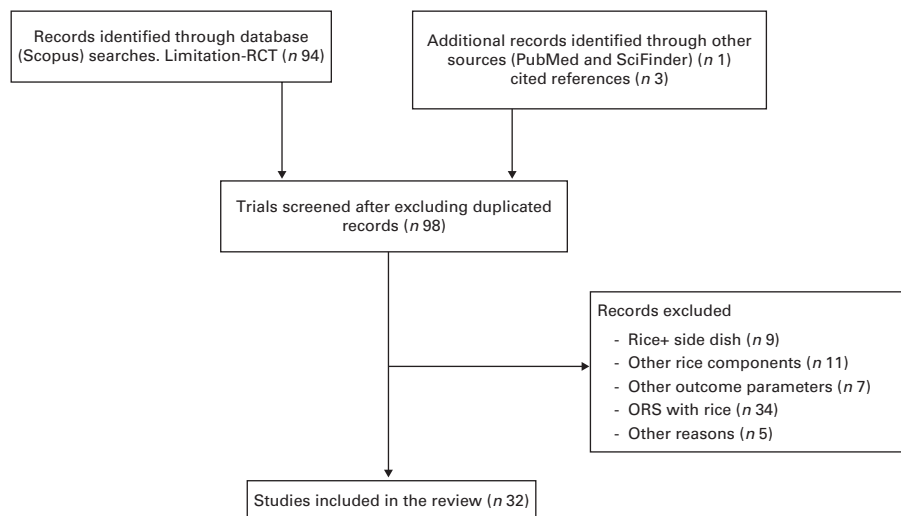 Records identified through database
(Scopus) searches. Limitation-RCT (n 94)
Additional records identified through other
sources (PubMed and SciFinder) (n 1)
cited references (n 3)
Trials screened after excluding duplicated
records (n 98)
Records excluded
- Rice+ side dish (n 9)
- Other rice components (n 11)
- Other outcome parameters (n 7)
- ORS with rice (n 34)
- Other reasons (n 5)
Studies included in the review (n 32)